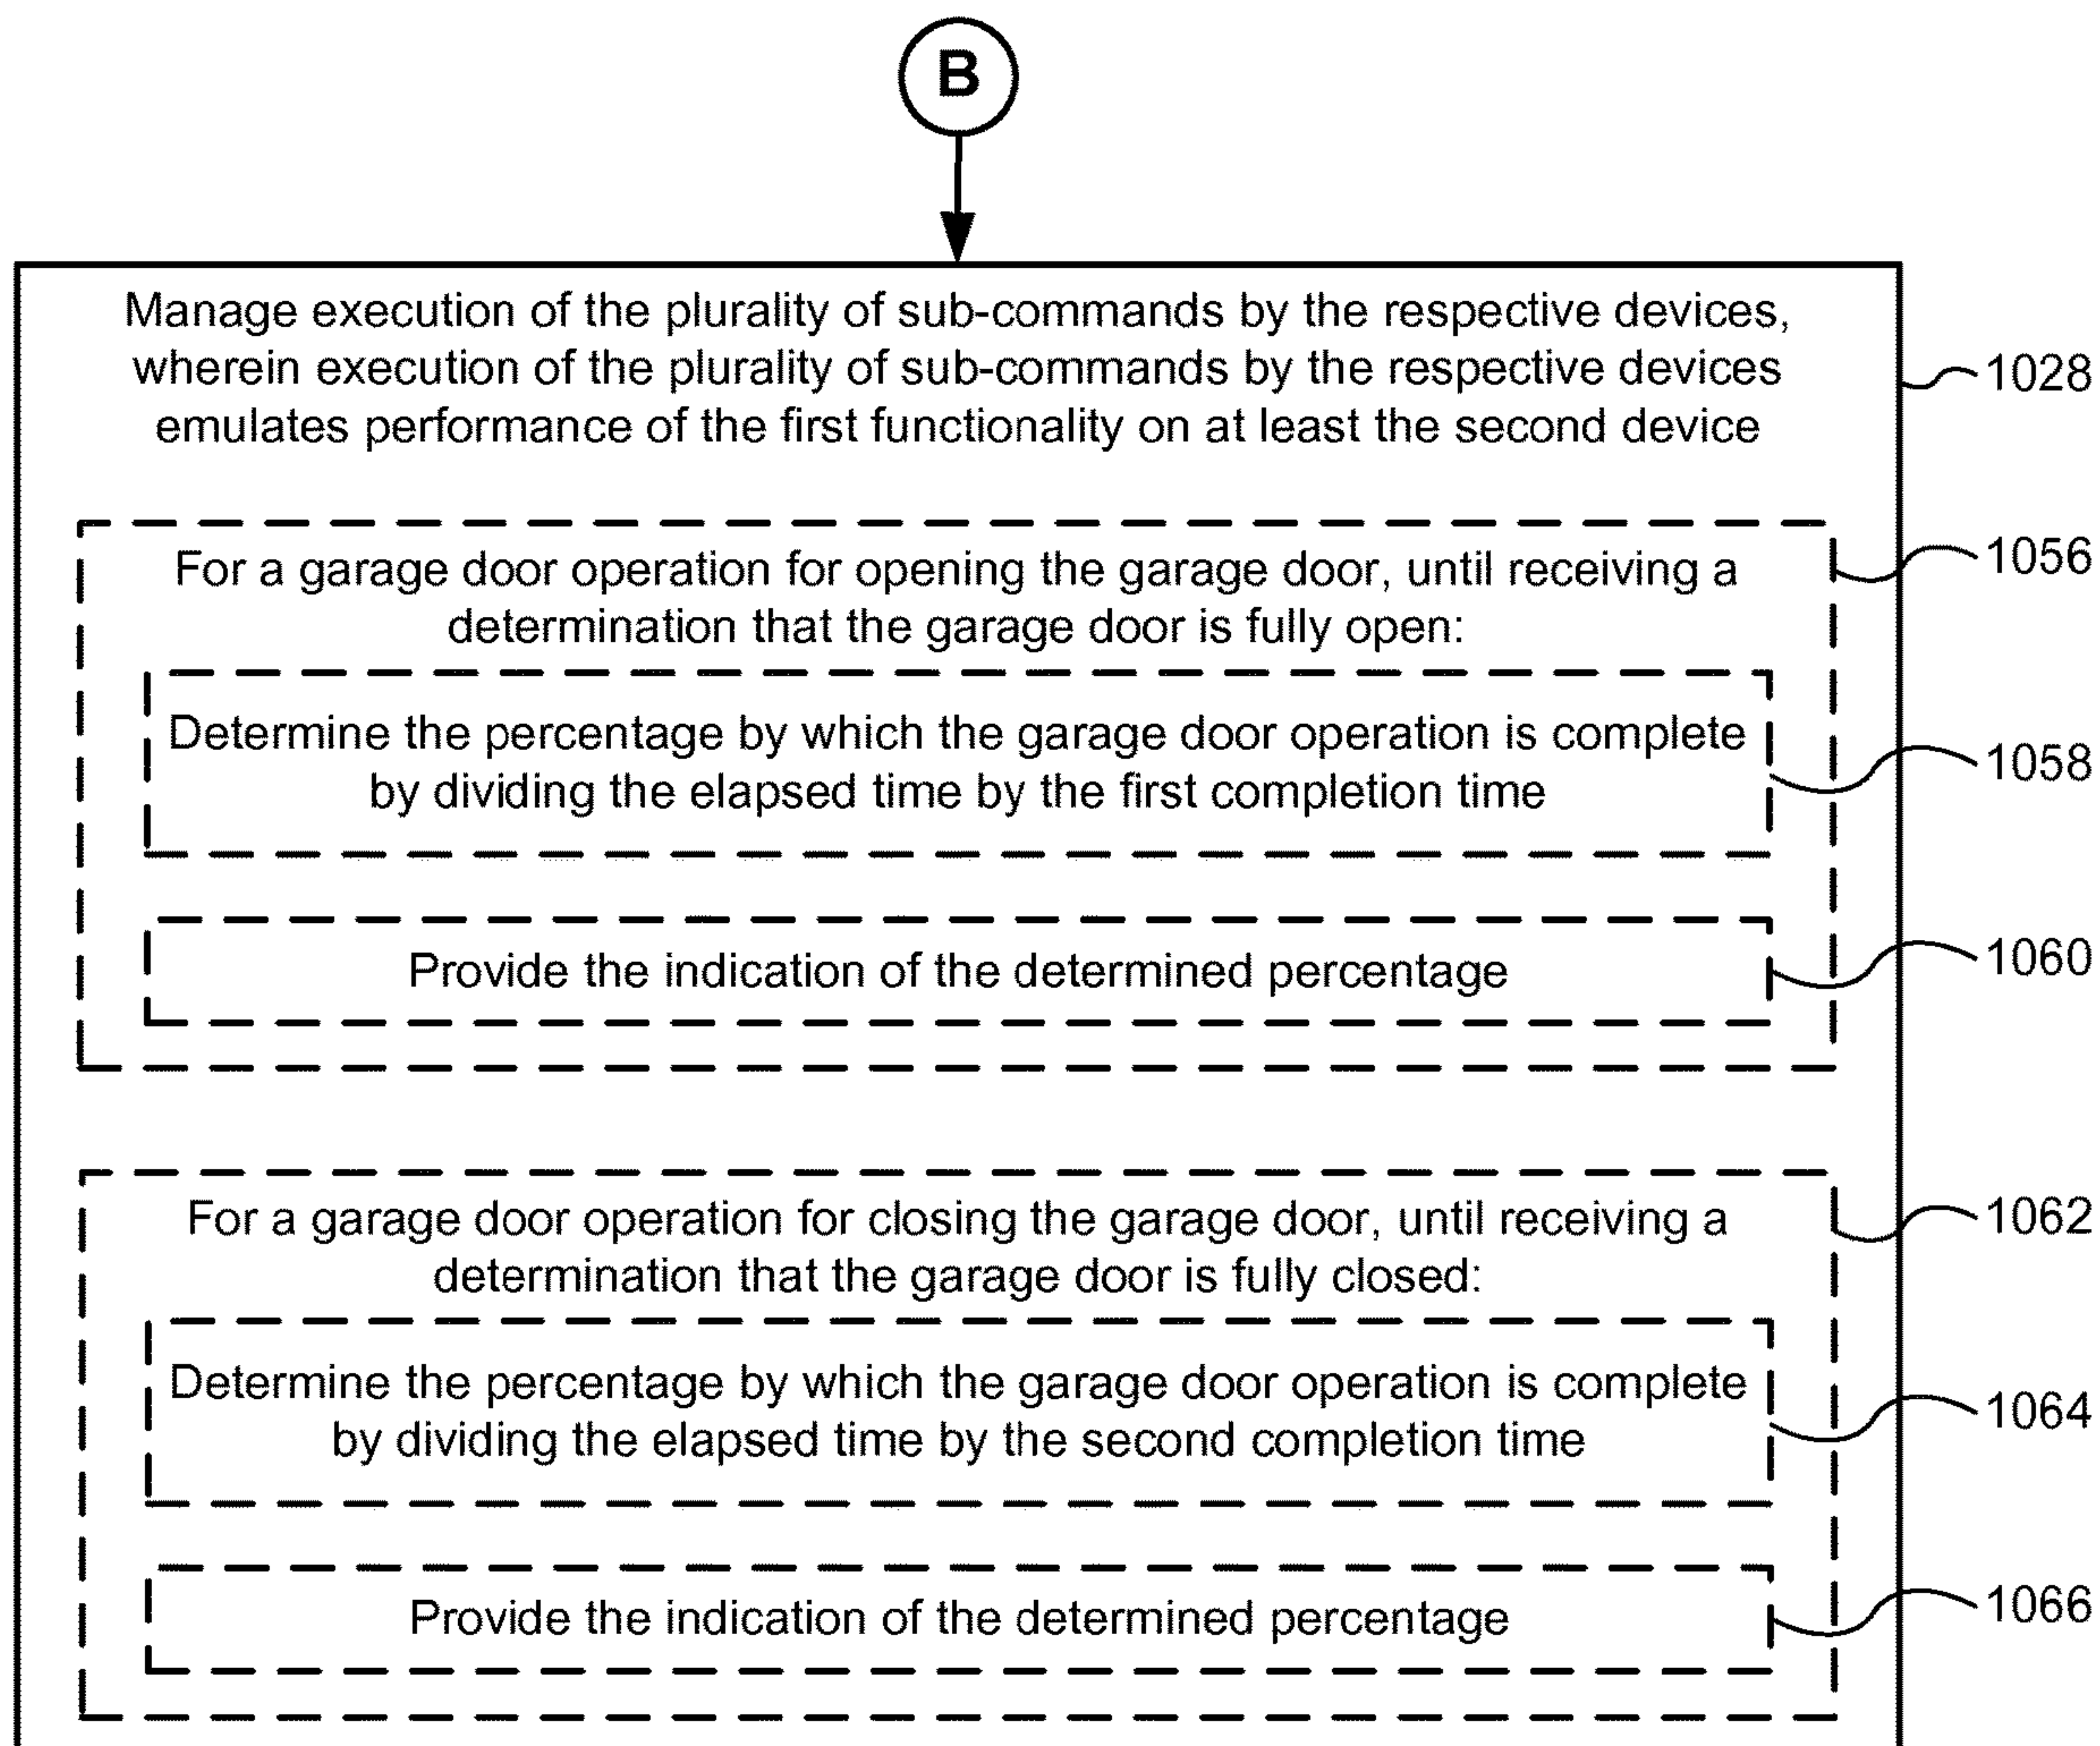 B
Manage execution of the plurality of sub-commands by the respective devices,
wherein execution of the plurality of sub-commands by the respective devices
emulates performance of the first functionality on at least the second device
1028
For a garage door operation for opening the garage door, until receiving a
determination that the garage door is fully open:
1056
Determine the percentage by which the garage door operation is complete
by dividing the elapsed time by the first completion time
1058
Provide the indication of the determined percentage
1060
For a garage door operation for closing the garage door, until receiving a
determination that the garage door is fully closed:
1062
Determine the percentage by which the garage door operation is complete
by dividing the elapsed time by the second completion time
1064
Provide the indication of the determined percentage
1066